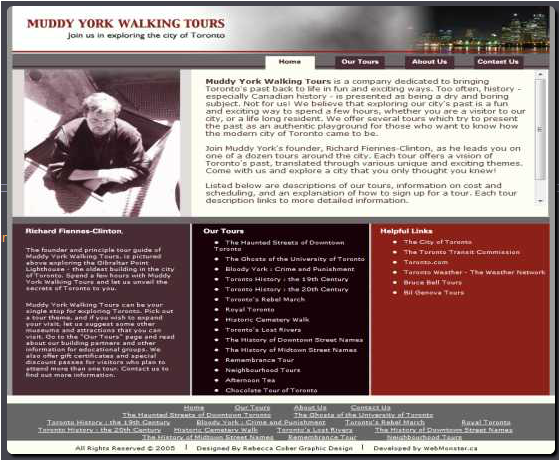 MUDDY YORK WALKING TOURS
Join us in exploring the city of Toronto
Home Our Tours About Us Contact Us
Muddy York Walking Tours is a company dedicated to bringing
Toronto's past back to life in fun and exciting ways. Too often, history -
especially Canadian history - is presented as being a dry and boring
subject. Not for us! We believe that exploring our city's past is a fun
and exciting way to spend a few hours, whether you are a visitor to our
city, or a life long resident. We offer several tours which try to present
the past as an authentic playground for those who want to know how
the modern city of Toronto came to be.
Join Muddy York's founder, Richard Fiennes-Clinton, as he leads you on
one of a dozen tours around the city. Each tour offers a vision of
Toronto's past, translated through various unique and exciting themes.
Come with us and explore a city that you only thought you knew!
Listed below are descriptions of our tours, information on cost and
scheduling, and an explanation of how to sign up for a tour. Each tour
description links to more detailed information.
Richard Fiennes-Clinton,
The founder and principle tour guide of
Muddy York Walking Tours, is pictured
above exploring the Gibraltar Point
Lighthouse - the oldest building in the city
of Toronto. Spend a few hours with Muddy
York Walking Tours and let us unveil the
secrets of Toronto to you.
Muddy York Walking Tours can be your
single stop for exploring Toronto. Pick out
a tour theme, and if you wish to expand
your visit, let us suggest some other
museums and attractions that you can
visit. Go to the "Our Tours" page and read
about our building partners and other
information for educational groups. We
also offer gift certificates and special
discount passes for visitors who plan to
attend more than one tour. Contact us to
find out more information.
Our Tours
The Haunted Streets of Downtown
Toronto
The Ghosts of the University of Toronto
Bloody York : Crime and Punishment
Toronto History : the 19th Century
Toronto History : the 20th Century
Toronto's Rebel March
Royal Toronto
Historic Cemetery Walk
Toronto's Lost Rivers
The History of Downtown Street Names
The History of Midtown Street Names
Remembrance Tour
Neighbourhood Tours
Afternoon Tea
Chocolate Tour of Toronto
Helpful Links
The City of Toronto
The Toronto Transit Commission
Toronto.com
Toronto Weather - The Weather Network
Bruce Bell Tours
Bil Genova Tours
Home Our Tours About Us Contact Us
The Haunted Streets of Downtown Toronto The Ghosts of the University of Toronto
Toronto History : the 19th Century Bloody York : Crime and Punishment Toronto's Rebel March Royal Toronto
Toronto History : the 20th Century Historic Cemetery Walk Toronto's Lost Rivers The History of Downtown Street Names
The History of Midtown Street Names Remembrance Tour Neighbourhood Tours
All Rights Reserved © 2005 | Designed By Rebecca Cober Graphic Design | Developed by WebMonster.ca